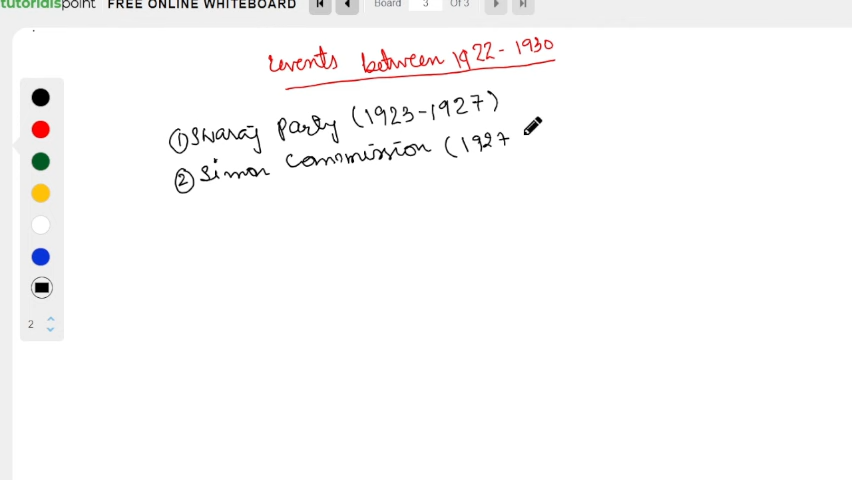 tutorialspoint FREE ONLINE WHITEBOARD Board 3 Of 3
events between 1922-1930
① Swaraj Party (1923-1927)
② Simon Commission (1927
2